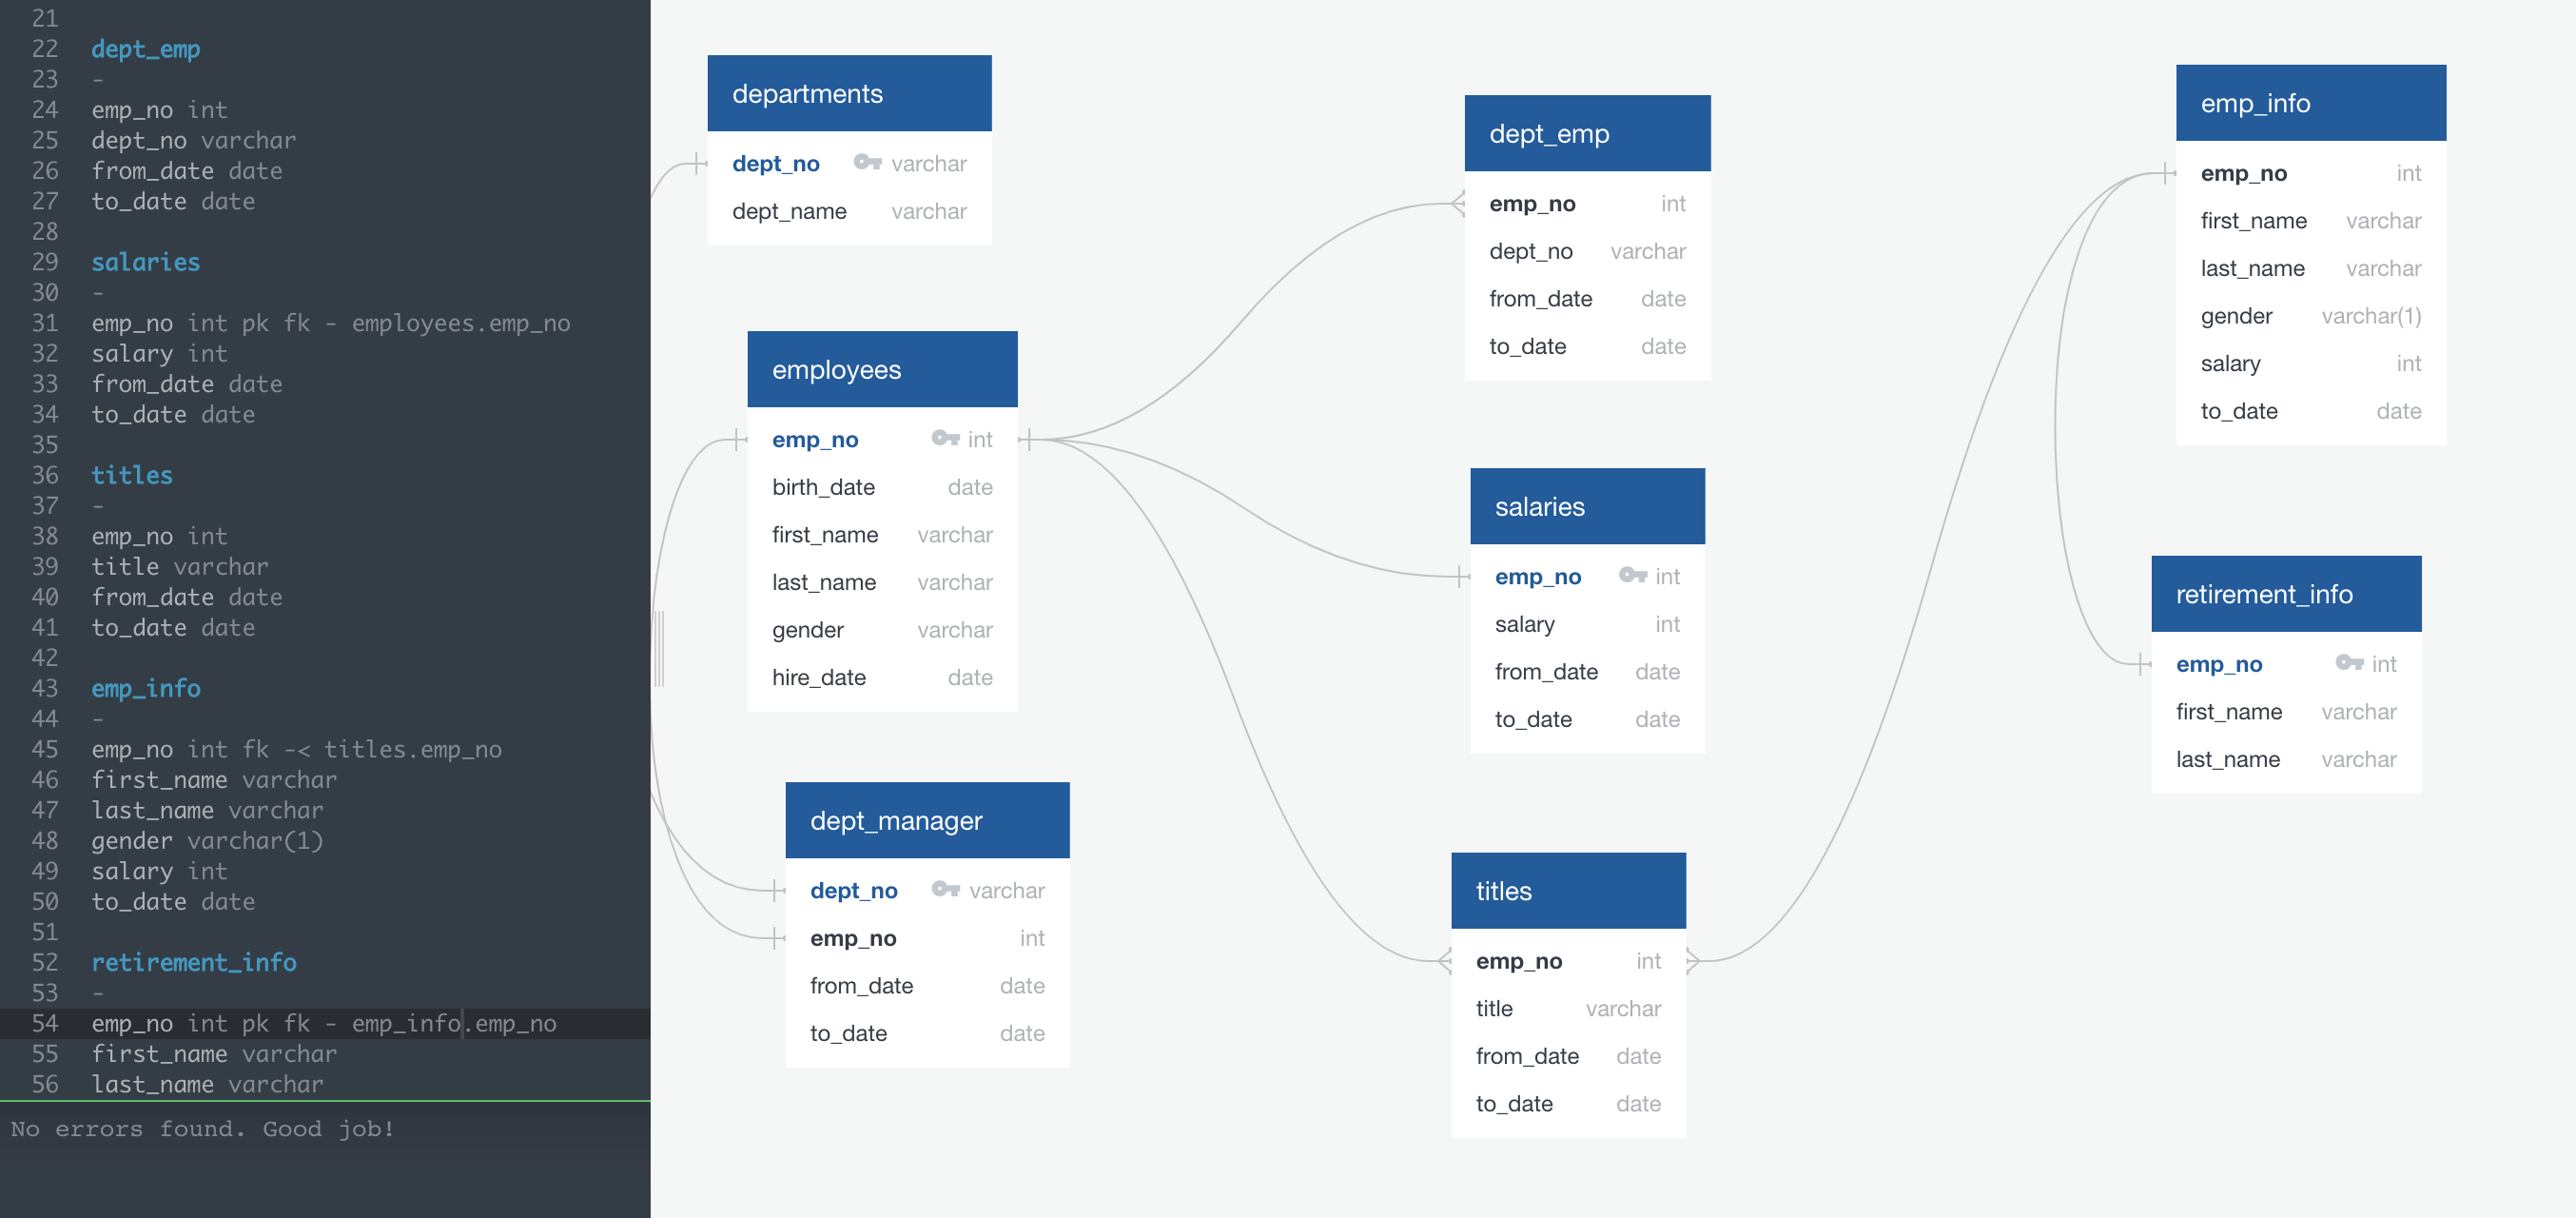 21
22 dept_emp
23 -
24 emp_no int
25 dept_no varchar
26 from_date date
27 to_date date
28
29 salaries
30 -
31 emp_no int pk fk - employees.emp_no
32 salary int
33 from_date date
34 to_date date
35
36 titles
37 -
38 emp_no int
39 title varchar
40 from_date date
41 to_date date
42
43 emp_info
44 -
45 emp_no int fk -< titles.emp_no
46 first_name varchar
47 last_name varchar
48 gender varchar(1)
49 salary int
50 to_date date
51
52 retirement_info
53 -
54 emp_no int pk fk - emp_info.emp_no
55 first_name varchar
56 last_name varchar
No errors found. Good job!
departments
dept_no varchar
dept_name varchar
employees
emp_no int
birth_date date
first_name varchar
last_name varchar
gender varchar
hire_date date
dept_manager
dept_no varchar
emp_no int
from_date date
to_date date
dept_emp
emp_no int
dept_no varchar
from_date date
to_date date
salaries
emp_no int
salary int
from_date date
to_date date
titles
emp_no int
title varchar
from_date date
to_date date
emp_info
emp_no int
first_name varchar
last_name varchar
gender varchar(1)
salary int
to_date date
retirement_info
emp_no int
first_name varchar
last_name varchar